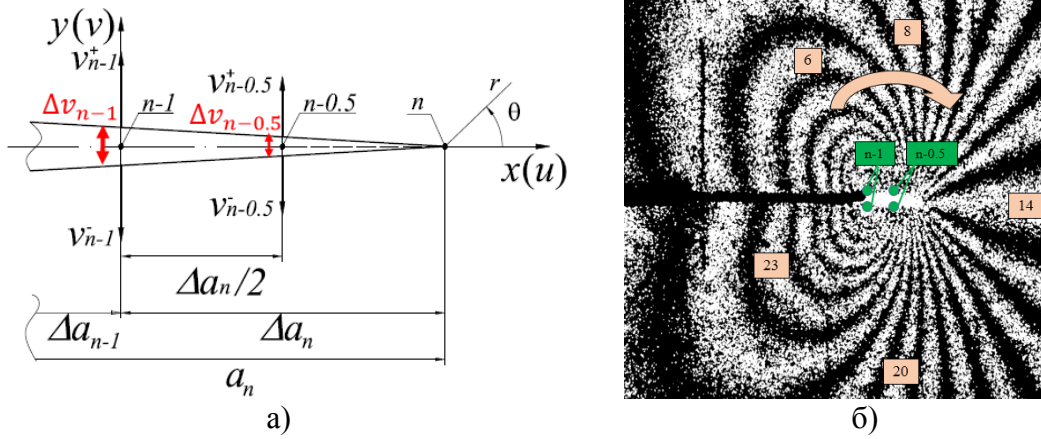 y(v)
v⁺n-1
v⁺n-0.5
r
Δvn−1
n-1
Δvn−0.5
n-0.5
n
θ
x(u)
v⁻n-0.5
v⁻n-1
Δan/2
Δan-1
Δan
an
а)
8
6
n-1
n-0.5
14
23
20
б)